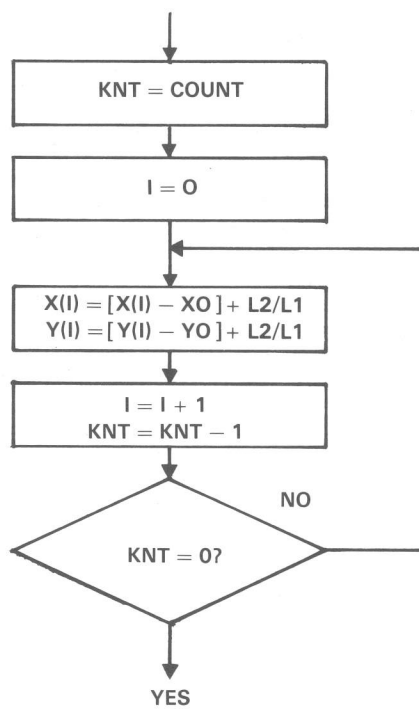 KNT = COUNT
I = O
X(I) = [X(I) – XO] + L2/L1
Y(I) = [Y(I) – YO] + L2/L1
I = I + 1
KNT = KNT – 1
NO
KNT = 0?
YES